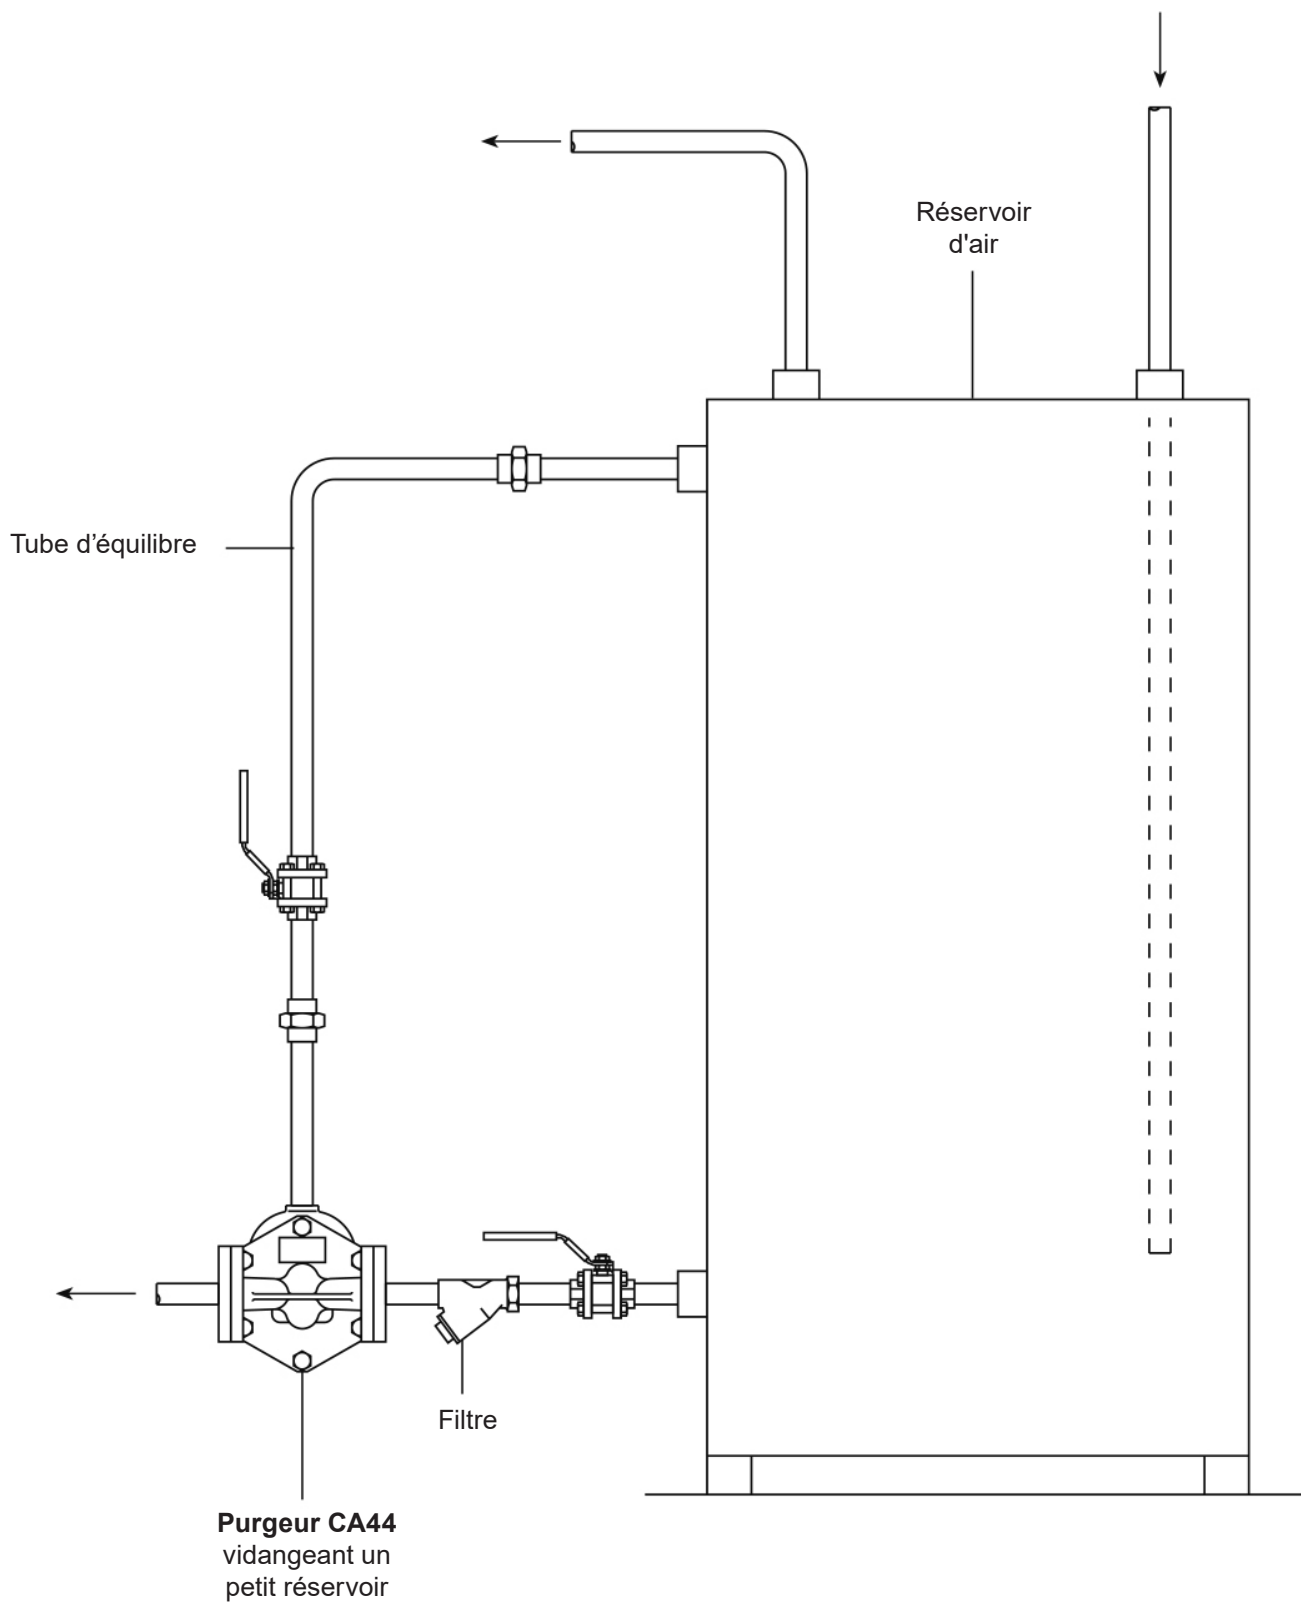 Réservoir
d'air
Tube d’équilibre
Filtre
Purgeur CA44
vidangeant un
petit réservoir